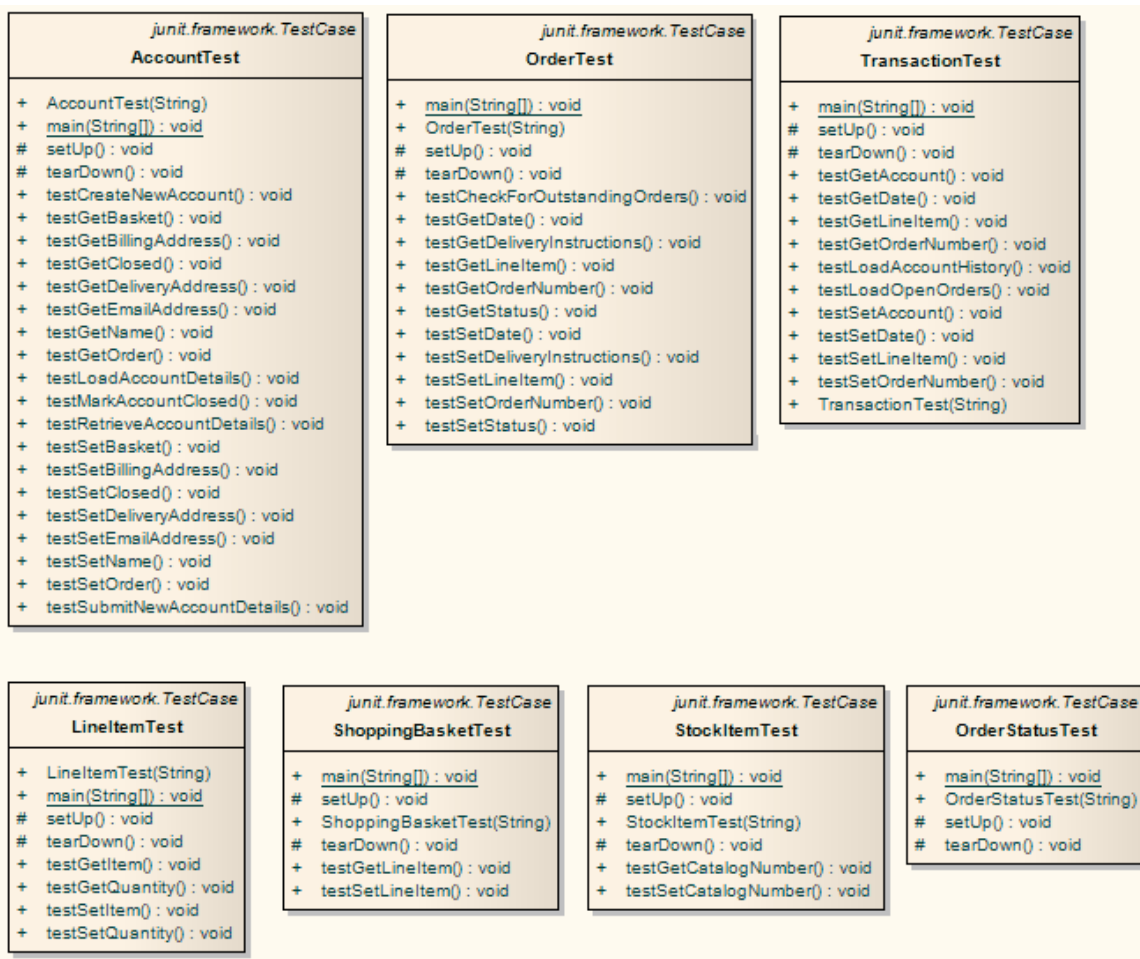 junit.framework.TestCase
AccountTest
+ AccountTest(String)
+ main(String[]) : void
# setUp() : void
# tearDown() : void
+ testCreateNewAccount() : void
+ testGetBasket() : void
+ testGetBillingAddress() : void
+ testGetClosed() : void
+ testGetDeliveryAddress() : void
+ testGetEmailAddress() : void
+ testGetName() : void
+ testGetOrder() : void
+ testLoadAccountDetails() : void
+ testMarkAccountClosed() : void
+ testRetrieveAccountDetails() : void
+ testSetBasket() : void
+ testSetBillingAddress() : void
+ testSetClosed() : void
+ testSetDeliveryAddress() : void
+ testSetEmailAddress() : void
+ testSetName() : void
+ testSetOrder() : void
+ testSubmitNewAccountDetails() : void
junit.framework.TestCase
OrderTest
+ main(String[]) : void
+ OrderTest(String)
# setUp() : void
# tearDown() : void
+ testCheckForOutstandingOrders() : void
+ testGetDate() : void
+ testGetDeliveryInstructions() : void
+ testGetLineItem() : void
+ testGetOrderNumber() : void
+ testGetStatus() : void
+ testSetDate() : void
+ testSetDeliveryInstructions() : void
+ testSetLineItem() : void
+ testSetOrderNumber() : void
+ testSetStatus() : void
junit.framework.TestCase
TransactionTest
+ main(String[]) : void
# setUp() : void
# tearDown() : void
+ testGetAccount() : void
+ testGetDate() : void
+ testGetLineItem() : void
+ testGetOrderNumber() : void
+ testLoadAccountHistory() : void
+ testLoadOpenOrders() : void
+ testSetAccount() : void
+ testSetDate() : void
+ testSetLineItem() : void
+ testSetOrderNumber() : void
+ TransactionTest(String)
junit.framework.TestCase
LineItemTest
+ LineItemTest(String)
+ main(String[]) : void
# setUp() : void
# tearDown() : void
+ testGetItem() : void
+ testGetQuantity() : void
+ testSetItem() : void
+ testSetQuantity() : void
junit.framework.TestCase
ShoppingBasketTest
+ main(String[]) : void
# setUp() : void
+ ShoppingBasketTest(String)
# tearDown() : void
+ testGetLineItem() : void
+ testSetLineItem() : void
junit.framework.TestCase
StockItemTest
+ main(String[]) : void
# setUp() : void
+ StockItemTest(String)
# tearDown() : void
+ testGetCatalogNumber() : void
+ testSetCatalogNumber() : void
junit.framework.TestCase
OrderStatusTest
+ main(String[]) : void
+ OrderStatusTest(String)
# setUp() : void
# tearDown() : void